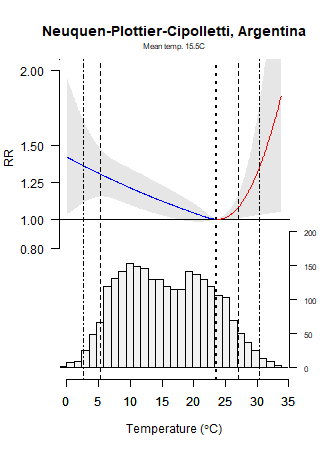 Neuquen-Plottier-Cipolletti, Argentina
Mean temp. 15.5C
2.00
1.50
1.25
1.00
0.80
RR
200
150
100
50
0
0 5 10 15 20 25 30 35
Temperature (°C)